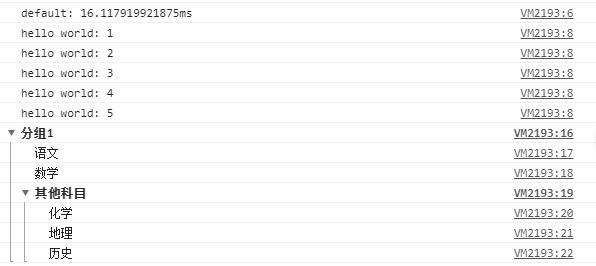 default: 16.117919921875ms VM2193:6
hello world: 1 VM2193:8
hello world: 2 VM2193:8
hello world: 3 VM2193:8
hello world: 4 VM2193:8
hello world: 5 VM2193:8
分组1 VM2193:16
语文 VM2193:17
数学 VM2193:18
其他科目 VM2193:19
化学 VM2193:20
地理 VM2193:21
历史 VM2193:22